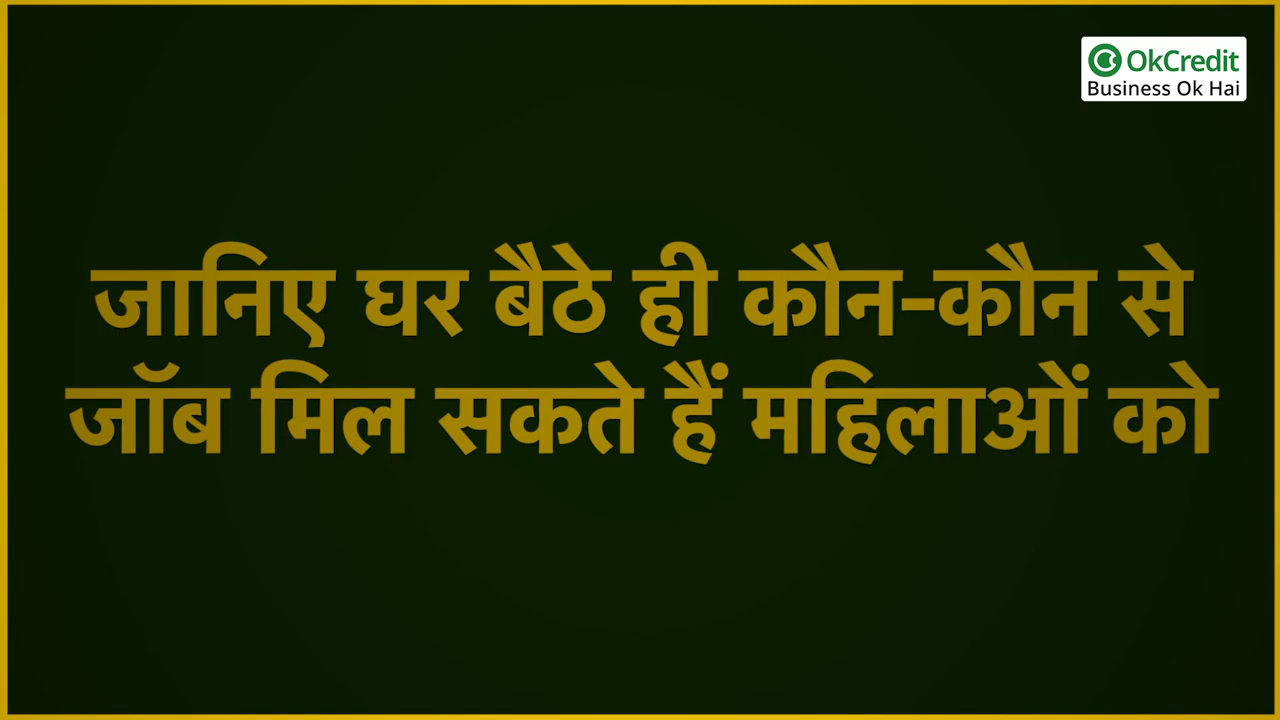 OkCredit
Business Ok Hai
जानिए घर बैठे ही कौन-कौन से
जॉब मिल सकते हैं महिलाओं को